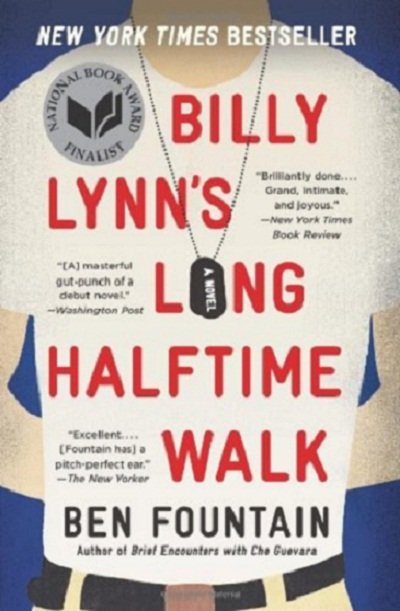 NEW YORK TIMES BESTSELLER
NATIONAL BOOK AWARD
FINALIST
BILLY
LYNN'S
"Brilliantly done....
Grand, intimate,
and joyous."
—New York Times
Book Review
"[A] masterful
gut-punch of a
debut novel."
—Washington Post
LONG
A NOVEL
HALFTIME
"Excellent....
[Fountain has] a
pitch-perfect ear."
—The New Yorker
WALK
BEN FOUNTAIN
Author of Brief Encounters with Che Guevara